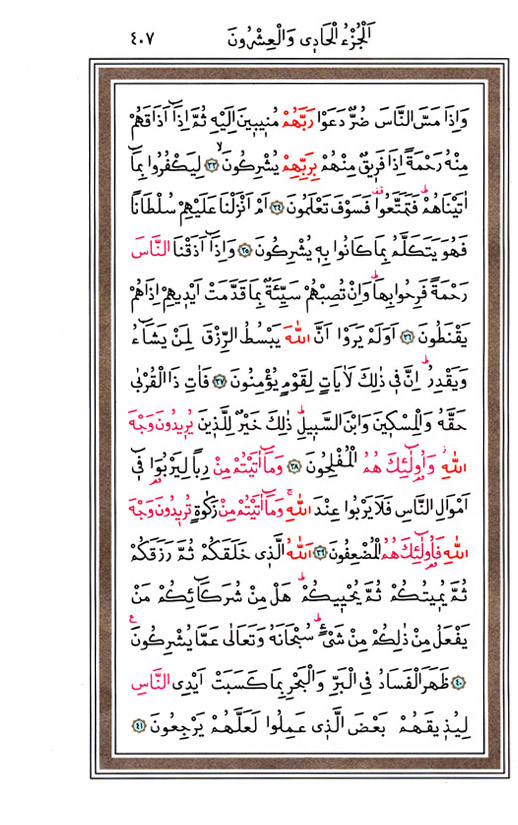 اَلْجُزْءُ الْحَادِى وَالْعِشْرُونَ ٤٠٧
وَاِذَا مَسَّ النَّاسَ ضُرٌّ دَعَوْا رَبَّهُمْ مُنِيبِينَ اِلَيْهِ ثُمَّ اِذَٓا اَذَاقَهُمْ
مِنْهُ رَحْمَةً اِذَا فَرِيقٌ مِنْهُمْ بِرَبِّهِمْ يُشْرِكُونَۙ ٣٣ لِيَكْفُرُوا بِمَٓا
اٰتَيْنَاهُمْۜ فَتَمَتَّعُوا۠ فَسَوْفَ تَعْلَمُونَ ٣٤ اَمْ اَنْزَلْنَا عَلَيْهِمْ سُلْطَانًا
فَهُوَ يَتَكَلَّمُ بِمَا كَانُوا بِهِ يُشْرِكُونَ ٣٥ وَاِذَٓا اَذَقْنَا النَّاسَ
رَحْمَةً فَرِحُوا بِهَاۜ وَاِنْ تُصِبْهُمْ سَيِّئَةٌ بِمَا قَدَّمَتْ اَيْدِيهِمْ اِذَا هُمْ
يَقْنَطُونَ ٣٦ اَوَلَمْ يَرَوْا اَنَّ اللّٰهَ يَبْسُطُ الرِّزْقَ لِمَنْ يَشَٓاءُ
وَيَقْدِرُۜ اِنَّ فِى ذٰلِكَ لَاٰيَاتٍ لِقَوْمٍ يُؤْمِنُونَ ٣٧ فَاٰتِ ذَا الْقُرْبٰى
حَقَّهُ وَالْمِسْكِينَ وَابْنَ السَّبِيلِۜ ذٰلِكَ خَيْرٌ لِلَّذِينَ يُرِيدُونَ وَجْهَ
اللّٰهِۘ وَاُو۬لٰٓئِكَ هُمُ الْمُفْلِحُونَ ٣٨ وَمَٓا اٰتَيْتُمْ مِنْ رِبًا لِيَرْبُوَ۬ا فِٓى
اَمْوَالِ النَّاسِ فَلَا يَرْبُوا عِنْدَ اللّٰهِۚ وَمَٓا اٰتَيْتُمْ مِنْ زَكٰوةٍ تُرِيدُونَ وَجْهَ
اللّٰهِ فَاُو۬لٰٓئِكَ هُمُ الْمُضْعِفُونَ ٣٩ اَللّٰهُ الَّذِى خَلَقَكُمْ ثُمَّ رَزَقَكُمْ
ثُمَّ يُمِيتُكُمْ ثُمَّ يُحْيِيكُمْۜ هَلْ مِنْ شُرَكَٓائِكُمْ مَنْ
يَفْعَلُ مِنْ ذٰلِكُمْ مِنْ شَىْءٍۜ سُبْحَانَهُ وَتَعَالٰى عَمَّا يُشْرِكُونَ
٤٠ ظَهَرَ الْفَسَادُ فِى الْبَرِّ وَالْبَحْرِ بِمَا كَسَبَتْ اَيْدِى النَّاسِ
لِيُذِيقَهُمْ بَعْضَ الَّذِى عَمِلُوا لَعَلَّهُمْ يَرْجِعُونَ ٤١